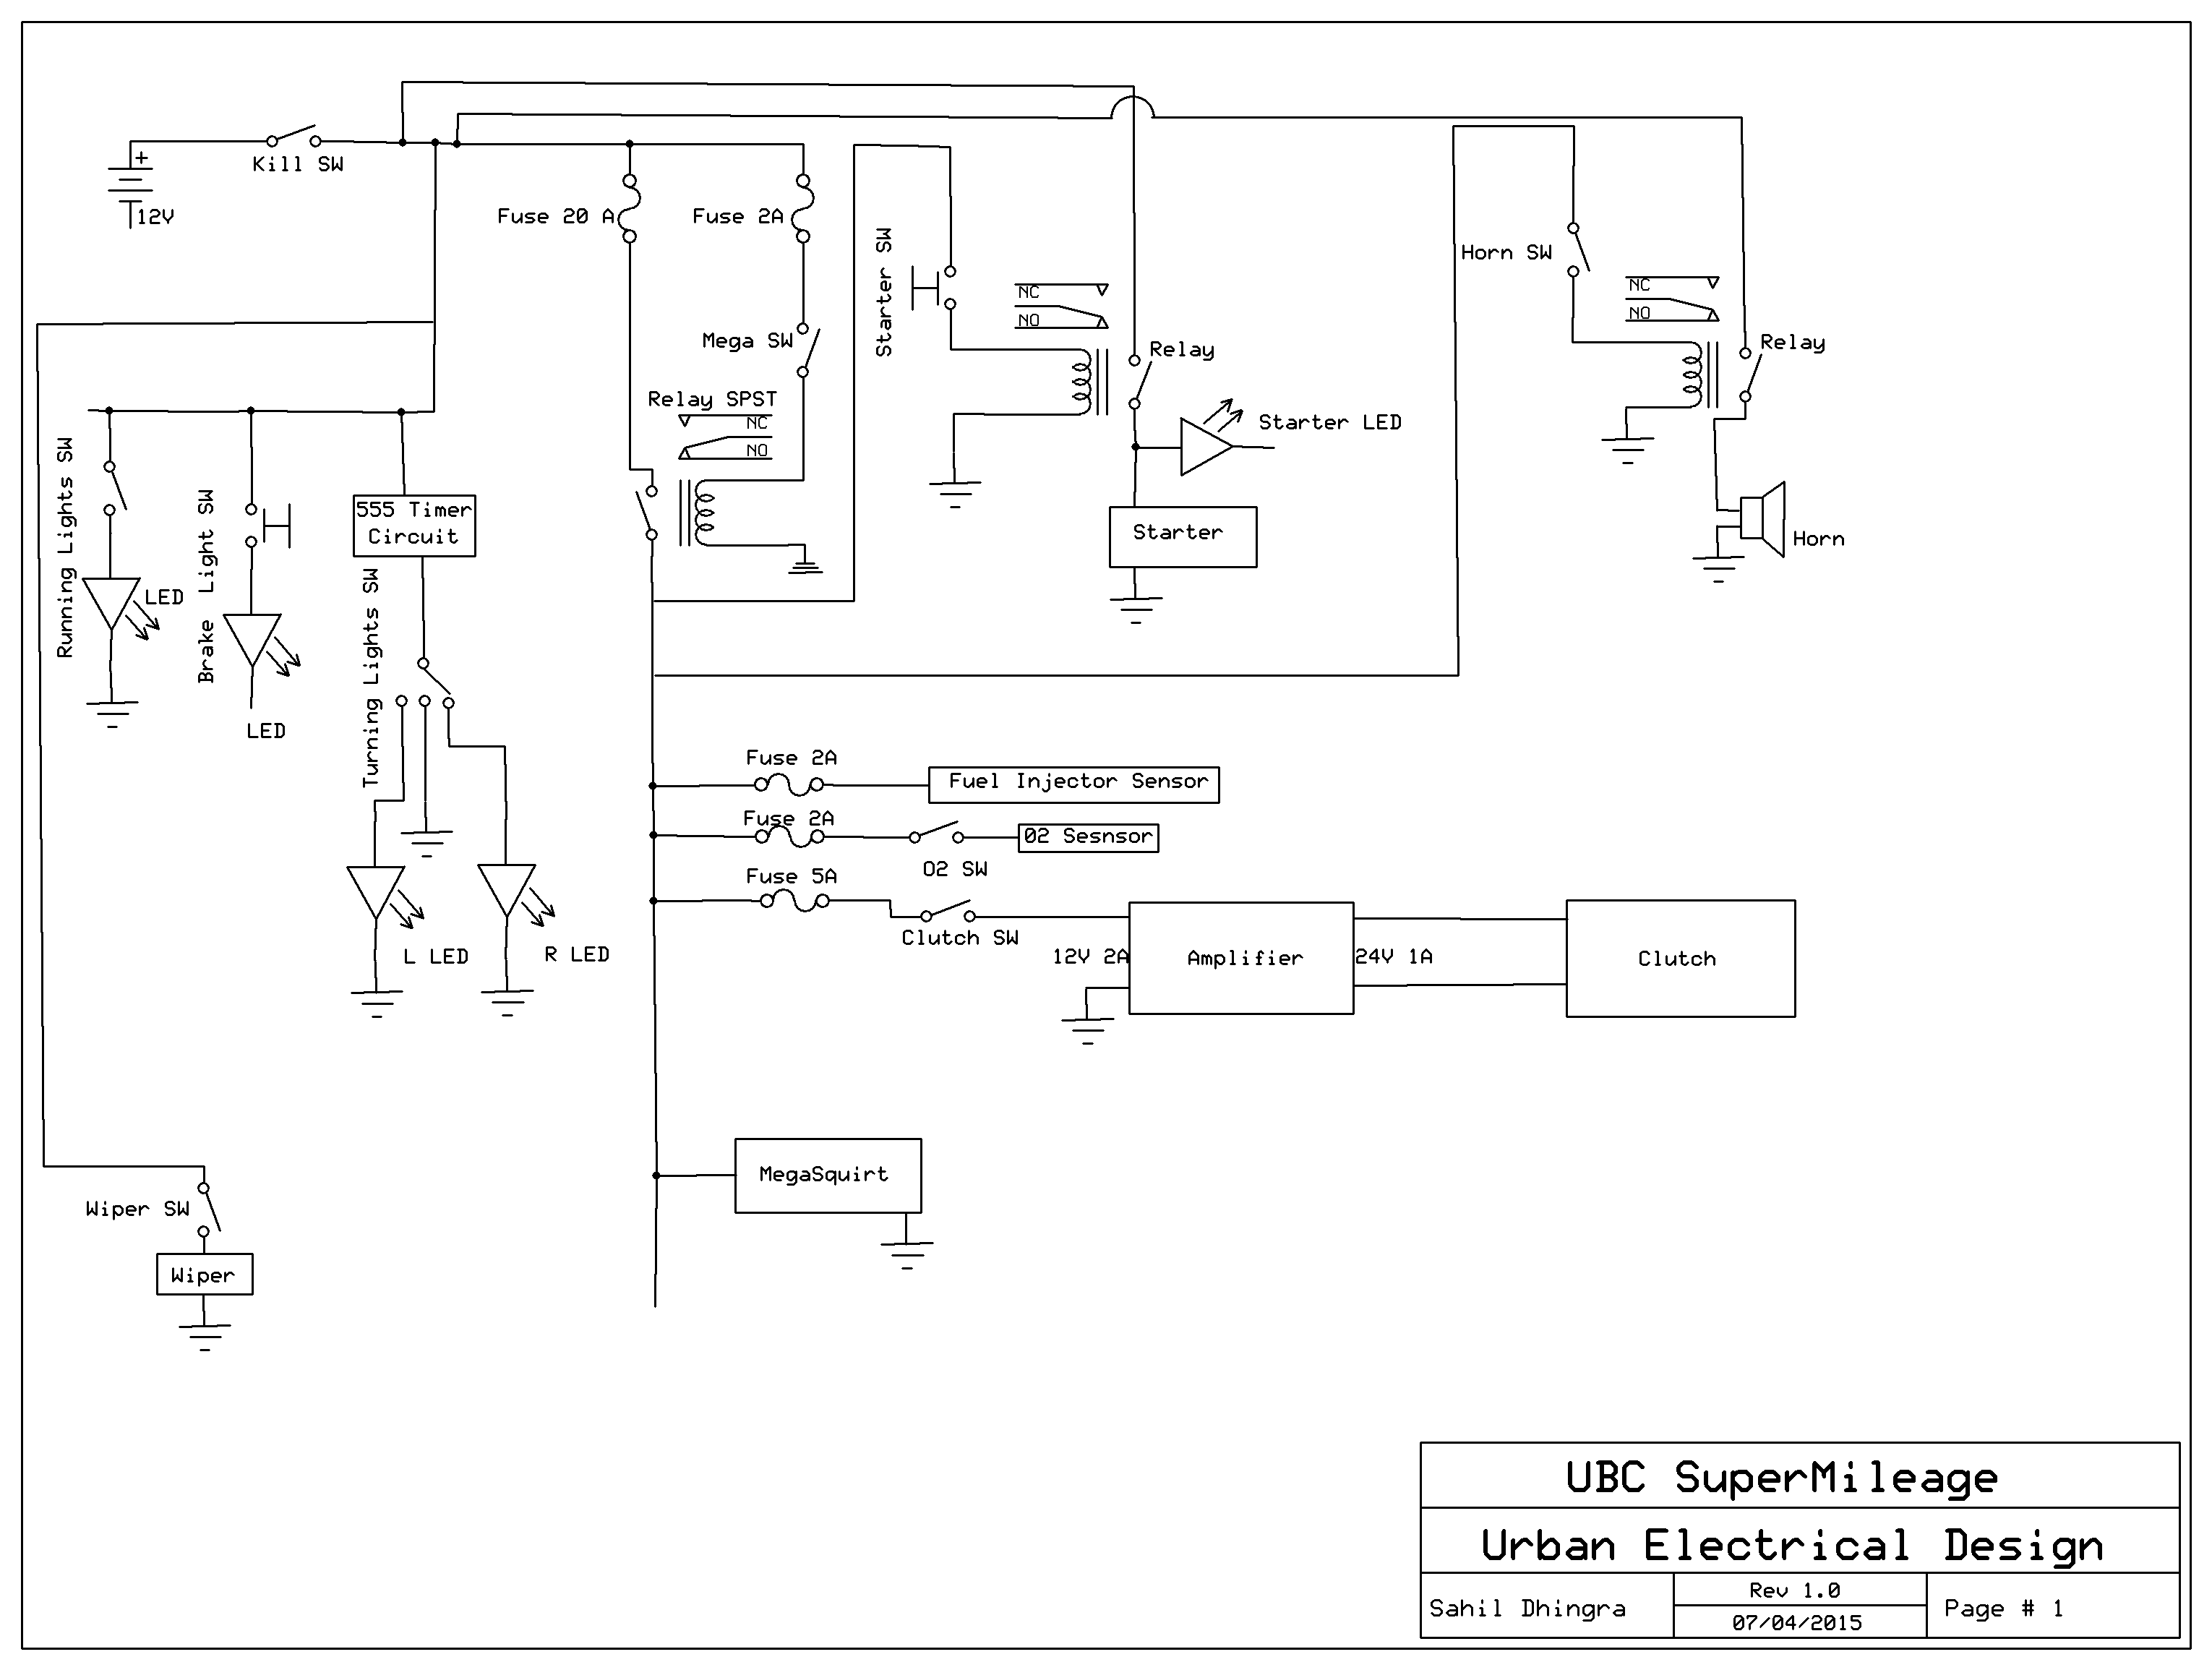 Kill SW
+
12V
Fuse 20 A
Fuse 2A
Starter SW
Horn SW
NC
NO
NC
NO
Mega SW
Relay
Relay
Relay SPST
NC
NO
Starter LED
Running Lights SW
Brake Light SW
555 Timer
Circuit
Starter
Horn
LED
Turning Lights SW
LED
Fuse 2A
Fuel Injector Sensor
Fuse 2A
02 Sesnsor
O2 SW
Fuse 5A
Clutch SW
L LED
R LED
12V 2A
Amplifier
24V 1A
Clutch
MegaSquirt
Wiper SW
Wiper
UBC SuperMileage
Urban Electrical Design
Sahil Dhingra
Rev 1.0
07/04/2015
Page # 1